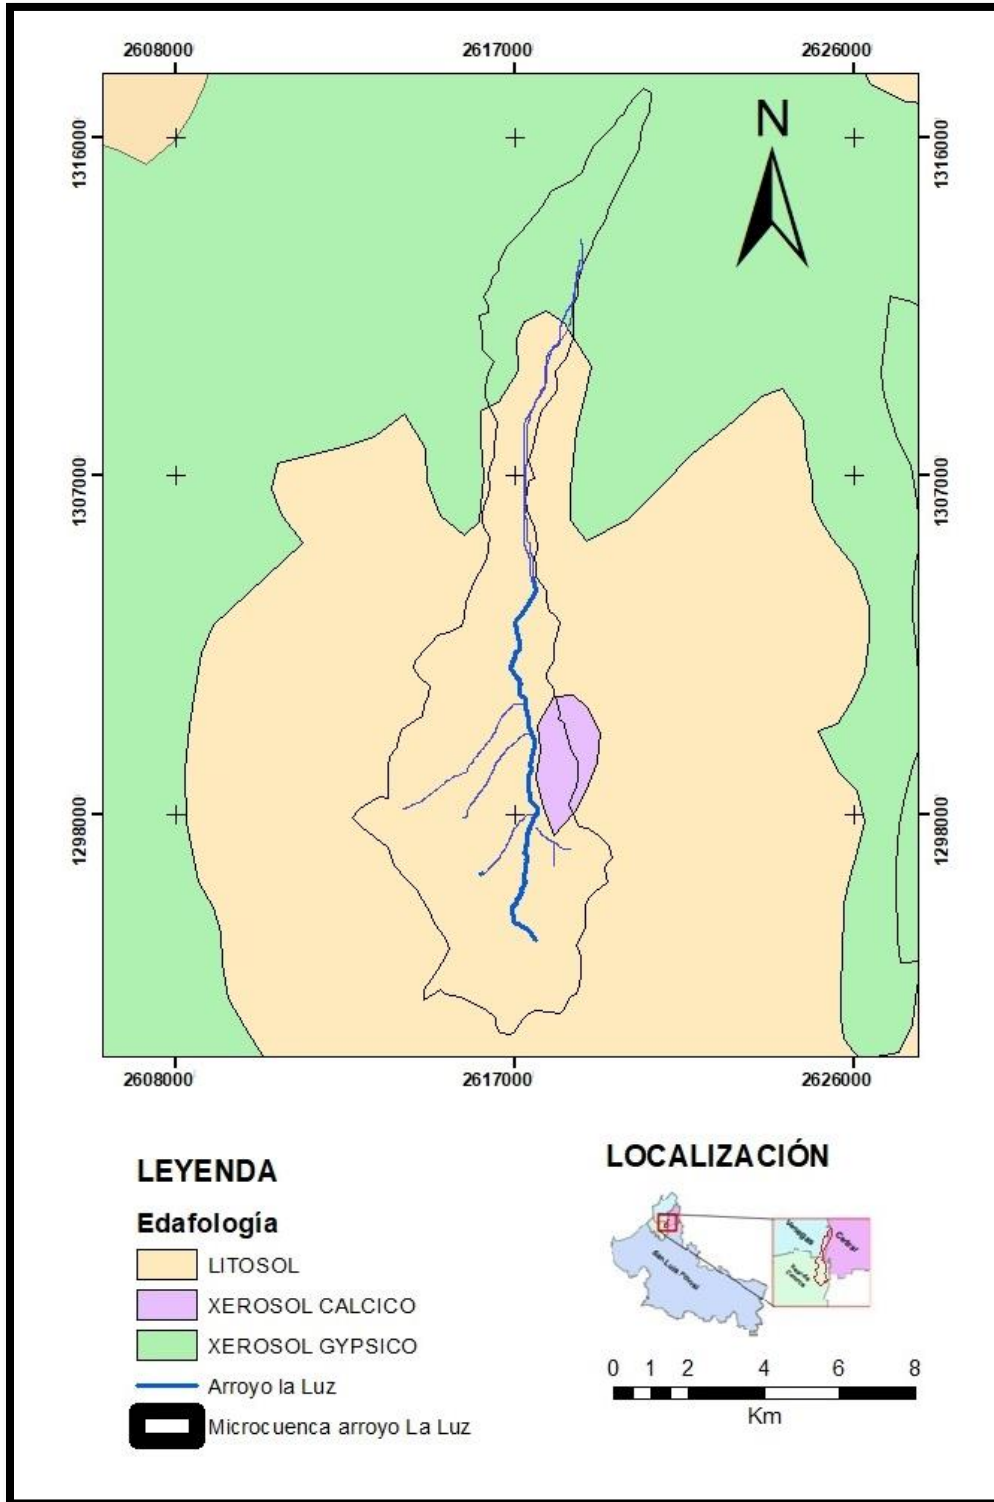 2608000 2617000 2626000
N
1316000 1316000
1307000 1307000
1298000 1298000
2608000 2617000 2626000
LEYENDA
Edafología
LITOSOL
XEROSOL CALCICO
XEROSOL GYPSICO
Arroyo la Luz
Microcuenca arroyo La Luz
LOCALIZACIÓN
San Luis Potosí
Venegas
Cedral
0 1 2 4 6 8
Km